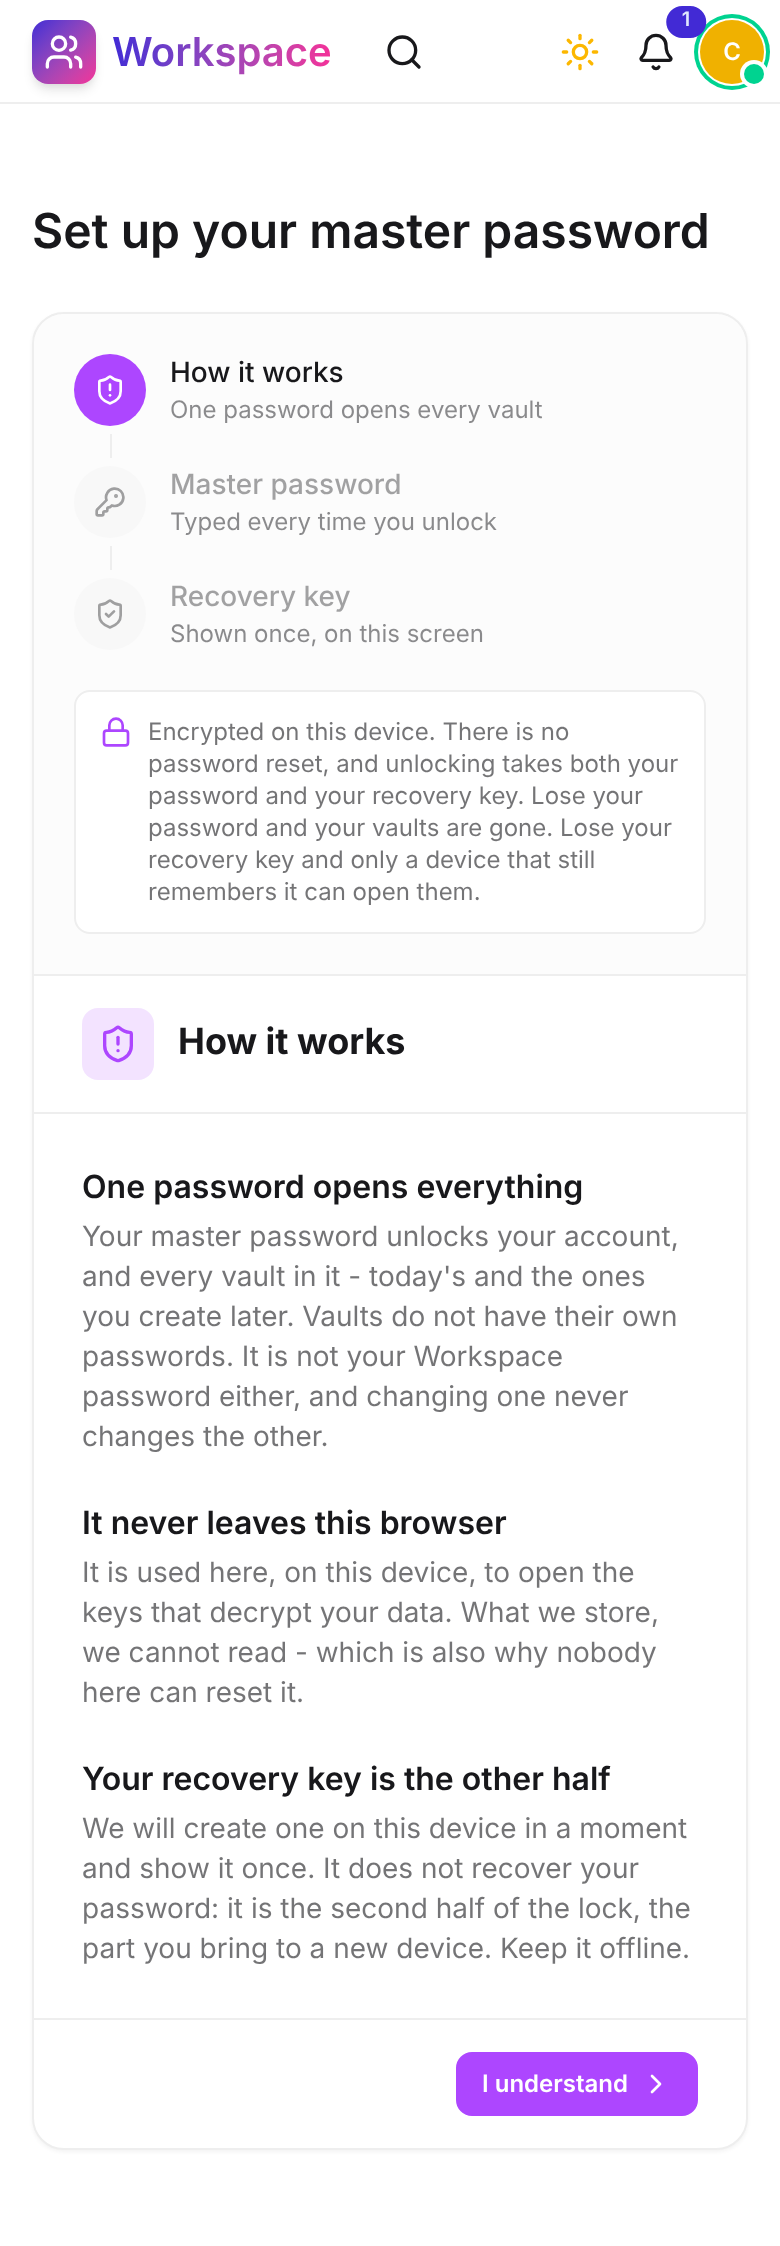 Workspace
1
C
Set up your master password
How it works
One password opens every vault
Master password
Typed every time you unlock
Recovery key
Shown once, on this screen
Encrypted on this device. There is no
password reset, and unlocking takes both your
password and your recovery key. Lose your
password and your vaults are gone. Lose your
recovery key and only a device that still
remembers it can open them.
How it works
One password opens everything
Your master password unlocks your account,
and every vault in it - today's and the ones
you create later. Vaults do not have their own
passwords. It is not your Workspace
password either, and changing one never
changes the other.
It never leaves this browser
It is used here, on this device, to open the
keys that decrypt your data. What we store,
we cannot read - which is also why nobody
here can reset it.
Your recovery key is the other half
We will create one on this device in a moment
and show it once. It does not recover your
password: it is the second half of the lock, the
part you bring to a new device. Keep it offline.
I understand